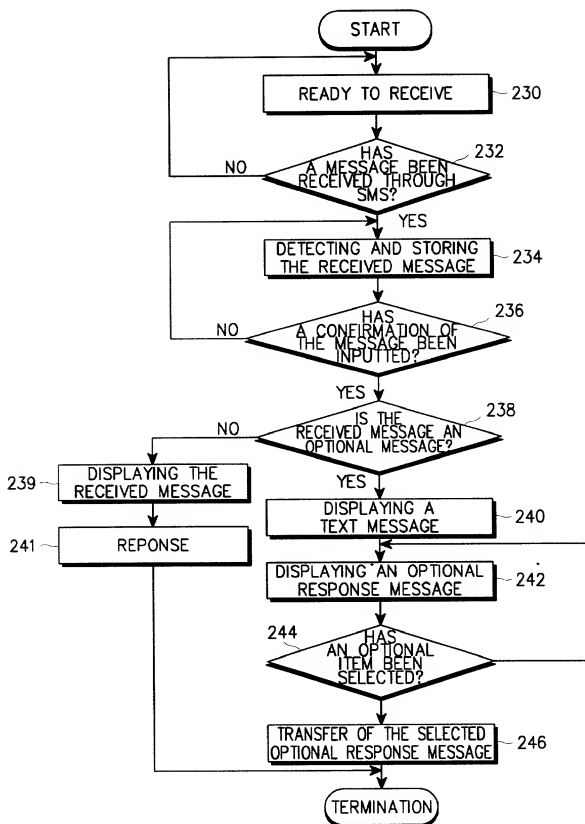 START
READY TO RECEIVE
230
HAS
A MESSAGE BEEN
RECEIVED THROUGH
SMS?
232
NO
YES
DETECTING AND STORING
THE RECEIVED MESSAGE
234
HAS
A CONFIRMATION OF
THE MESSAGE BEEN
INPUTTED?
236
NO
YES
IS THE
RECEIVED MESSAGE AN
OPTIONAL MESSAGE?
238
NO
YES
239
DISPLAYING THE
RECEIVED MESSAGE
DISPLAYING A
TEXT MESSAGE
240
241
REPONSE
DISPLAYING AN OPTIONAL
RESPONSE MESSAGE
242
244
HAS
AN OPTIONAL
ITEM BEEN
SELECTED?
TRANSFER OF THE SELECTED
OPTIONAL RESPONSE MESSAGE
246
TERMINATION